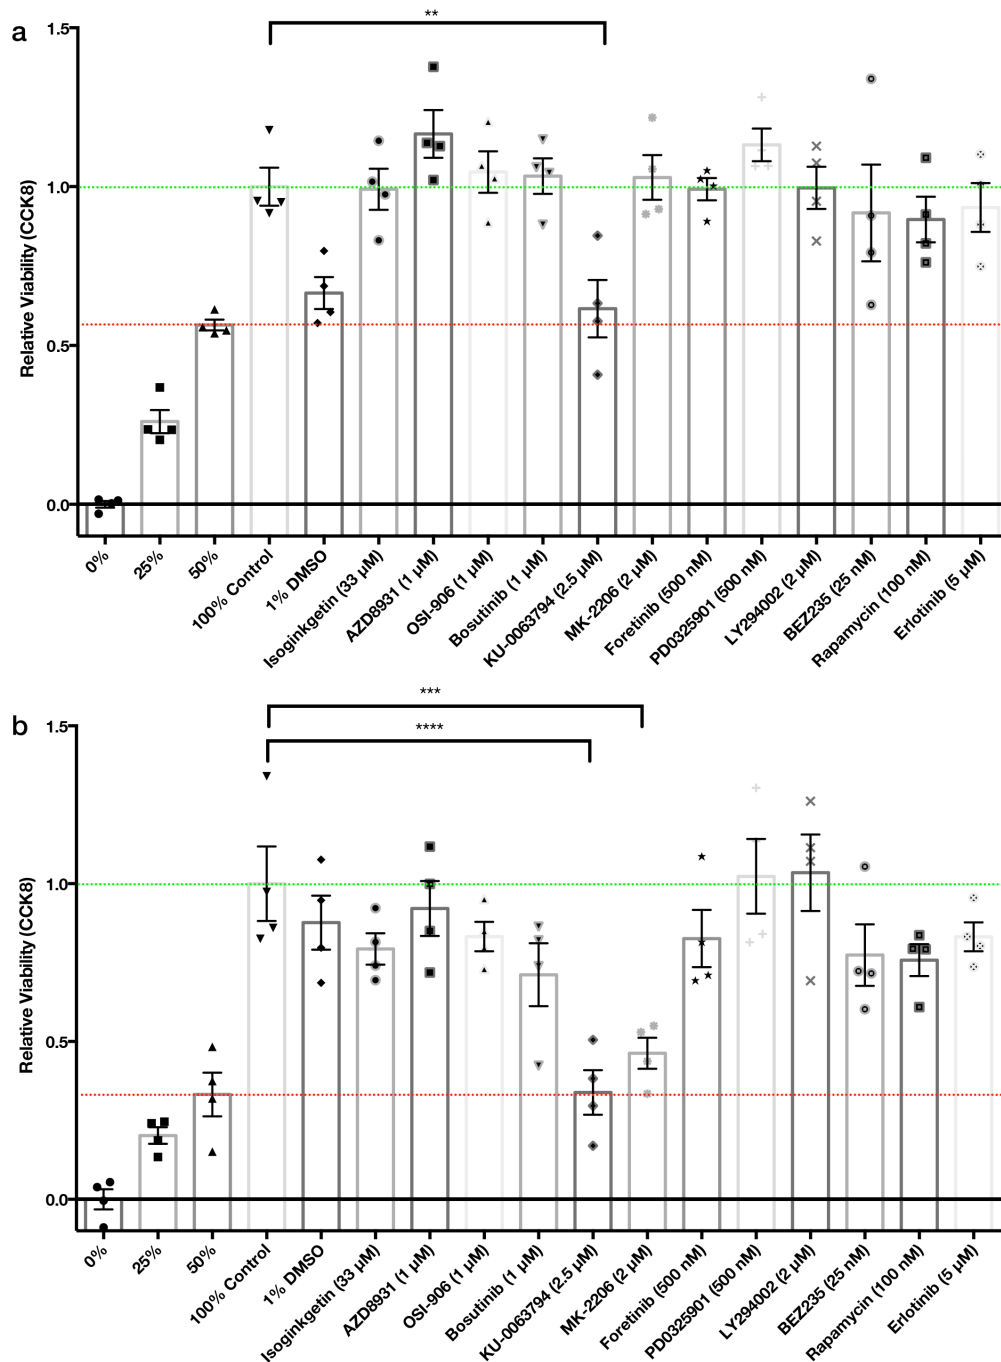 a
**
Relative Viability (CCK8)
1.5
1.0
0.5
0.0
0%
25%
50%
100% Control
1% DMSO
Isoginkgetin (33 µM)
AZD8931 (1 µM)
OSI-906 (1 µM)
Bosutinib (1 µM)
KU-0063794 (2.5 µM)
MK-2206 (2 µM)
Foretinib (500 nM)
PD0325901 (500 nM)
LY294002 (2 µM)
BEZ235 (25 nM)
Rapamycin (100 nM)
Erlotinib (5 µM)
b
***
****
Relative Viability (CCK8)
1.5
1.0
0.5
0.0
0%
25%
50%
100% Control
1% DMSO
Isoginkgetin (33 µM)
AZD8931 (1 µM)
OSI-906 (1 µM)
Bosutinib (1 µM)
KU-0063794 (2.5 µM)
MK-2206 (2 µM)
Foretinib (500 nM)
PD0325901 (500 nM)
LY294002 (2 µM)
BEZ235 (25 nM)
Rapamycin (100 nM)
Erlotinib (5 µM)